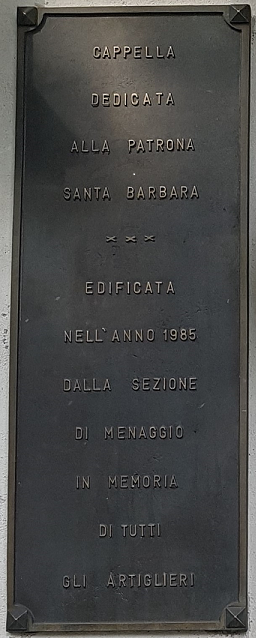 CAPPELLA
DEDICATA
ALLA PATRONA
SANTA BARBARA
× × ×
EDIFICATA
NELL'ANNO 1985
DALLA SEZIONE
DI MENAGGIO
IN MEMORIA
DI TUTTI
GLI ARTIGLIERI